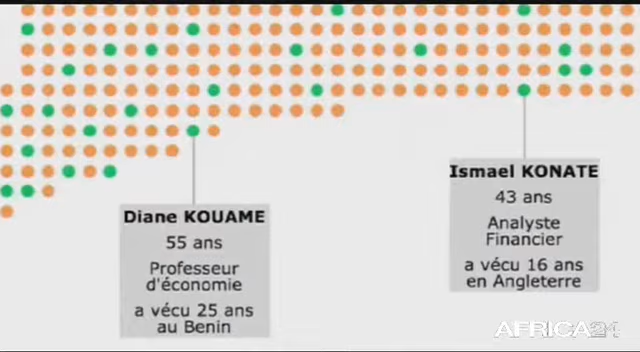 Diane KOUAME
55 ans
Professeur
d'économie
a vécu 25 ans
au Benin
Ismael KONATE
43 ans
Analyste
Financier
a vécu 16 ans
en Angleterre
AFRICA24